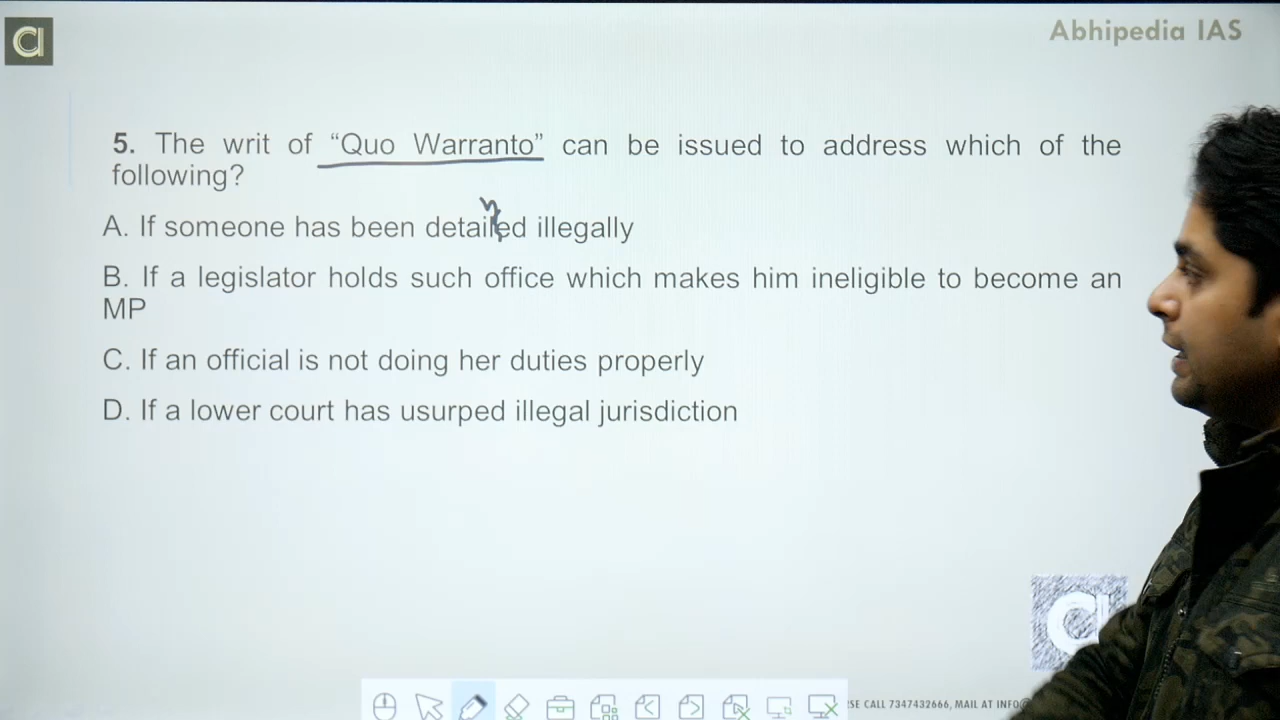 Abhipedia IAS
5. The writ of “Quo Warranto” can be issued to address which of the
following?
A. If someone has been detailed illegally
n
B. If a legislator holds such office which makes him ineligible to become an
MP
C. If an official is not doing her duties properly
D. If a lower court has usurped illegal jurisdiction
SE CALL 7347432666, MAIL AT INFO@